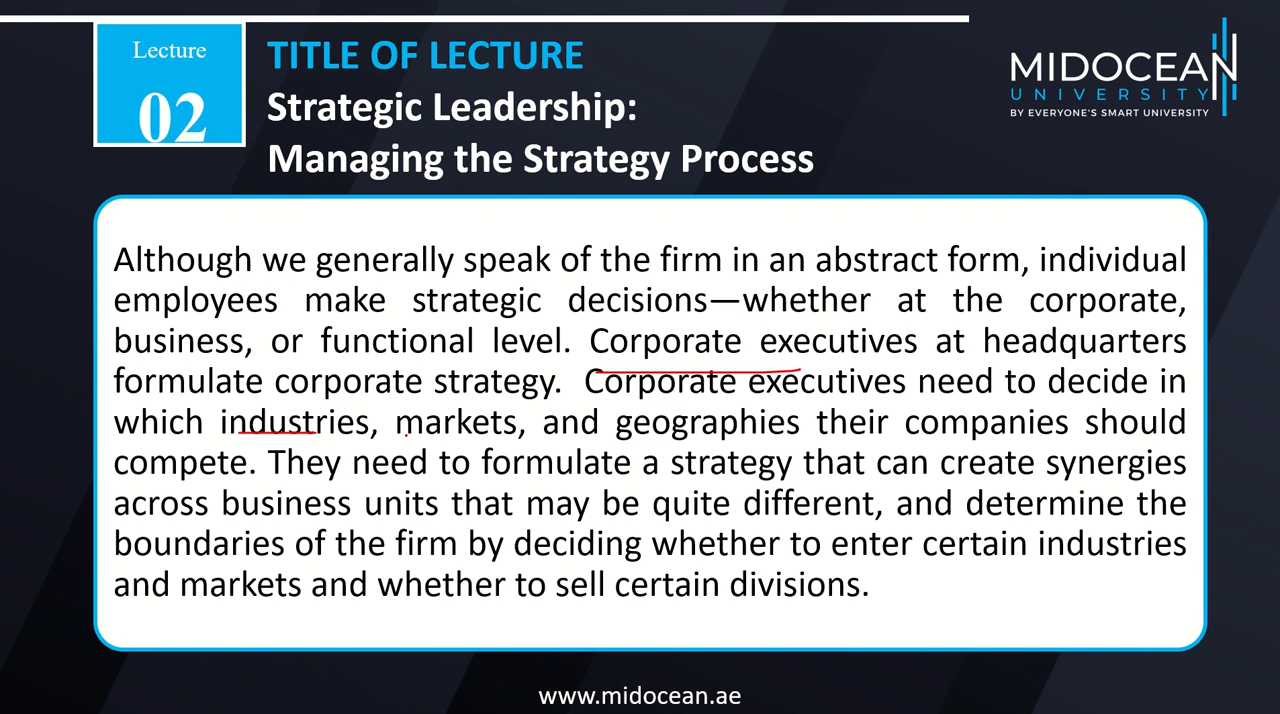 Lecture
02
TITLE OF LECTURE
Strategic Leadership:
Managing the Strategy Process
MIDOCEAN
UNIVERSITY
BY EVERYONE'S SMART UNIVERSITY
Although we generally speak of the firm in an abstract form, individual
employees make strategic decisions—whether at the corporate,
business, or functional level. Corporate executives at headquarters
formulate corporate strategy.  Corporate executives need to decide in
which industries, markets, and geographies their companies should
compete. They need to formulate a strategy that can create synergies
across business units that may be quite different, and determine the
boundaries of the firm by deciding whether to enter certain industries
and markets and whether to sell certain divisions.
www.midocean.ae